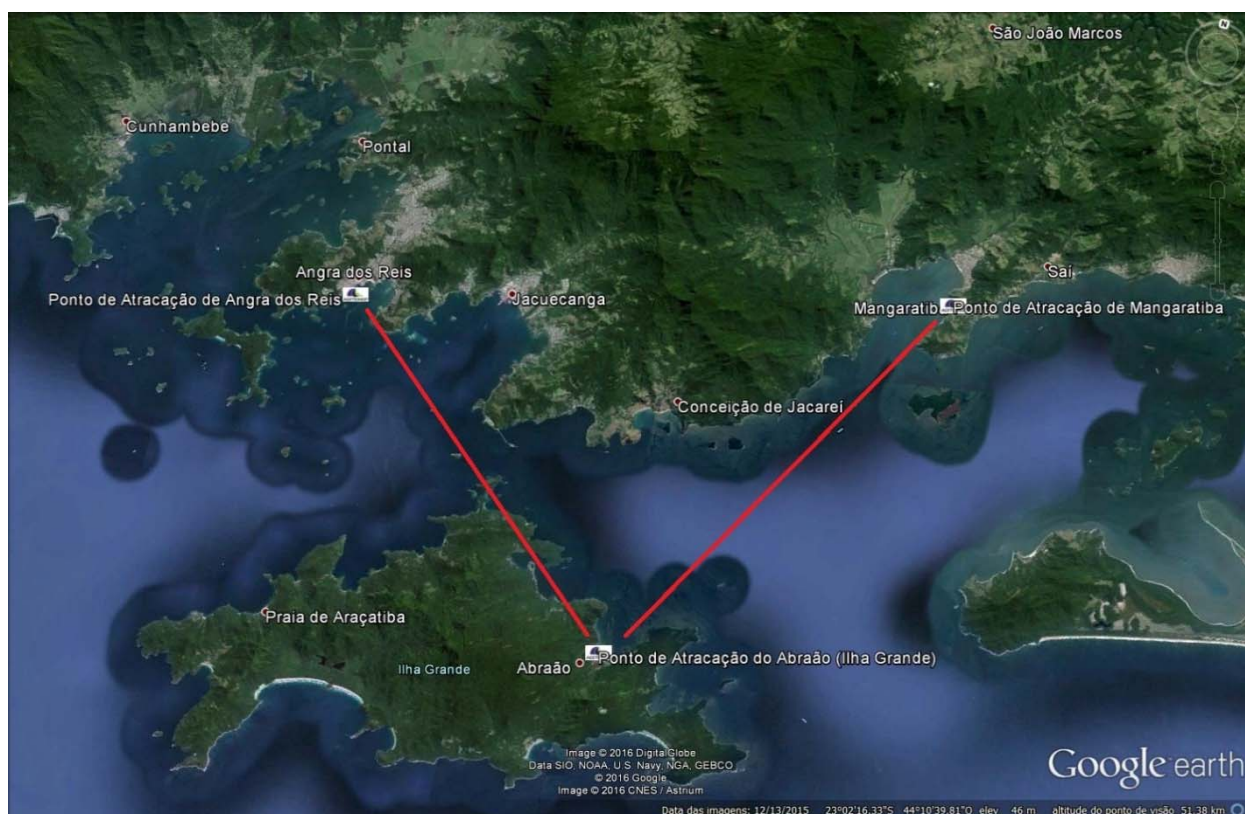 São João Marcos
N
Cunhambebe
Pontal
Angra dos Reis
Saí
Ponto de Atracação de Angra dos Reis
Jacuecanga
Mangaratib
Ponto de Atracação de Mangaratiba
Conceição de Jacareí
Praia de Araçatiba
Ilha Grande
Abraão
Ponto de Atracação do Abraão (Ilha Grande)
Image © 2016 DigitalGlobe
Data SIO, NOAA, U.S. Navy, NGA, GEBCO
© 2016 Google
Image © 2016 CNES / Astrium
Google earth
Data das imagens: 12/13/2015 23°02'16.33"S 44°10'39.81"O elev 46 m altitude do ponto de visão 51.38 km